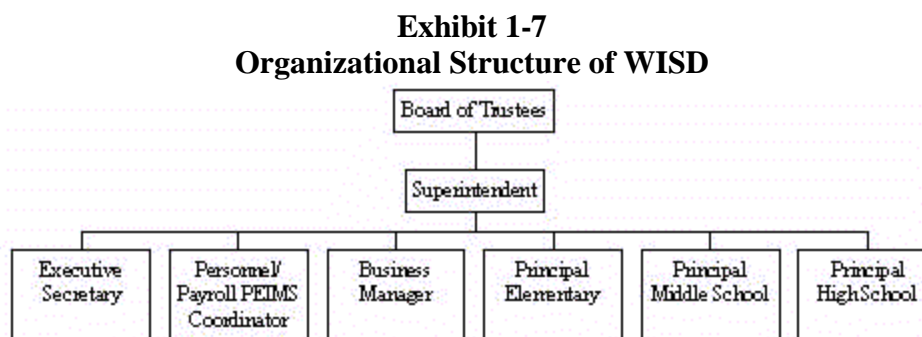 Exhibit 1-7
Organizational Structure of WISD
Board of Trustees
Superintendent
Executive
Secretary
Personnel/
Payroll PEIMS
Coordinator
Business
Manager
Principal
Elementary
Principal
Middle School
Principal
High School